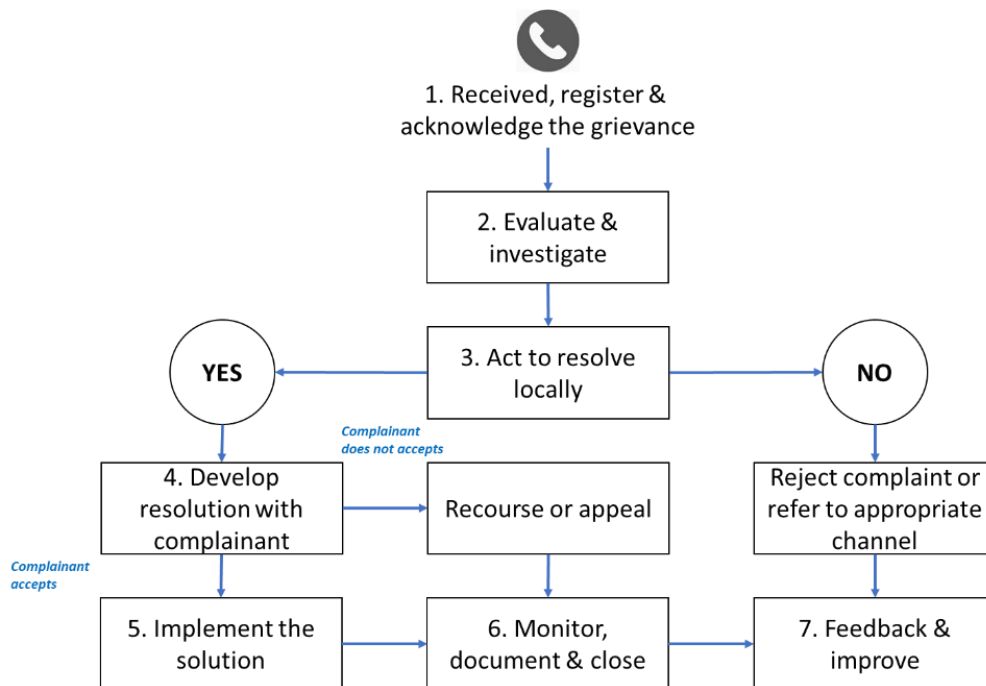 1. Received, register &
acknowledge the grievance
2. Evaluate &
investigate
YES
3. Act to resolve
locally
NO
Complainant
does not accepts
4. Develop
resolution with
complainant
Recourse or appeal
Reject complaint or
refer to appropriate
channel
Complainant
accepts
5. Implement the
solution
6. Monitor,
document & close
7. Feedback &
improve